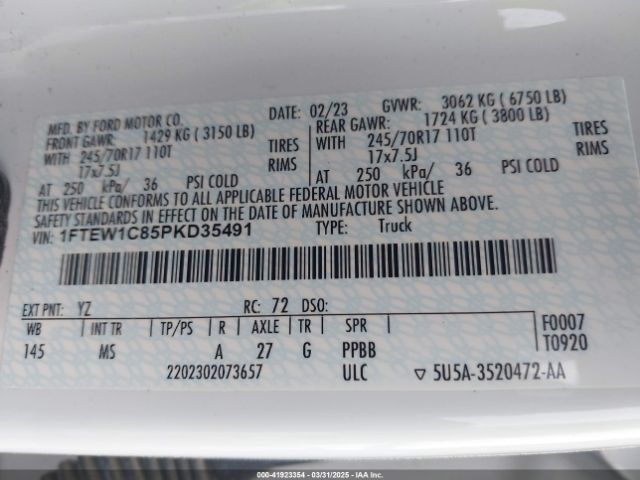 MFD. BY FORD MOTOR CO.
DATE: 02/23
GVWR: 3062 KG ( 6750 LB)
FRONT GAWR: 1429 KG ( 3150 LB)
REAR GAWR: 1724 KG ( 3800 LB)
WITH 245/70R17 110T
WITH 245/70R17 110T
17x7.5J RIMS
17x7.5J RIMS
AT 250 kPa/ 36 PSI COLD
AT 250 kPa/ 36 PSI COLD
THIS VEHICLE CONFORMS TO ALL APPLICABLE FEDERAL MOTOR VEHICLE
SAFETY STANDARDS IN EFFECT ON THE DATE OF MANUFACTURE SHOWN ABOVE.
VIN: 1FTEW1C85PKD35491 TYPE: Truck
EXT PNT: YZ RC: 72 DSO:
WB INT TR TP/PS R AXLE TR SPR
145 MS A 27 G PPBB
F0007
T0920
2202302073657 ULC ▽ 5U5A-3520472-AA
000-41923354 - 03/31/2025 - IAAI.CA